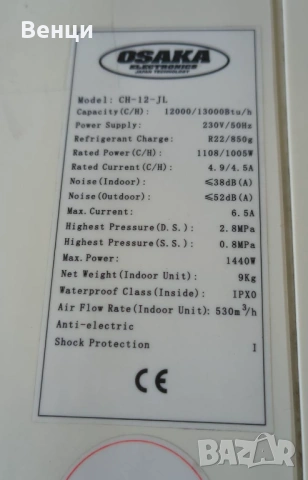 Венци
OSAKA
ELECTRONICS
JAPAN TECHNOLOGY
Model: CH-12-JL
Capacity(C/H): 12000/13000Btu/h
Power Supply: 230V/50Hz
Refrigerant Charge: R22/850g
Rated Power(C/H): 1108/1005W
Rated Current(C/H): 4.9/4.5A
Noise(Indoor): ≤38dB(A)
Noise(Outdoor): ≤52dB(A)
Max.Current: 6.5A
Highest Pressure(D.S.): 2.8MPa
Highest Pressure(S.S.): 0.8MPa
Max.Power: 1440W
Net Weight(Indoor Unit): 9Kg
Waterproof Class(Inside): IPX0
Air Flow Rate(Indoor Unit): 530m³/h
Anti-electric
Shock Protection I
CE
bazar